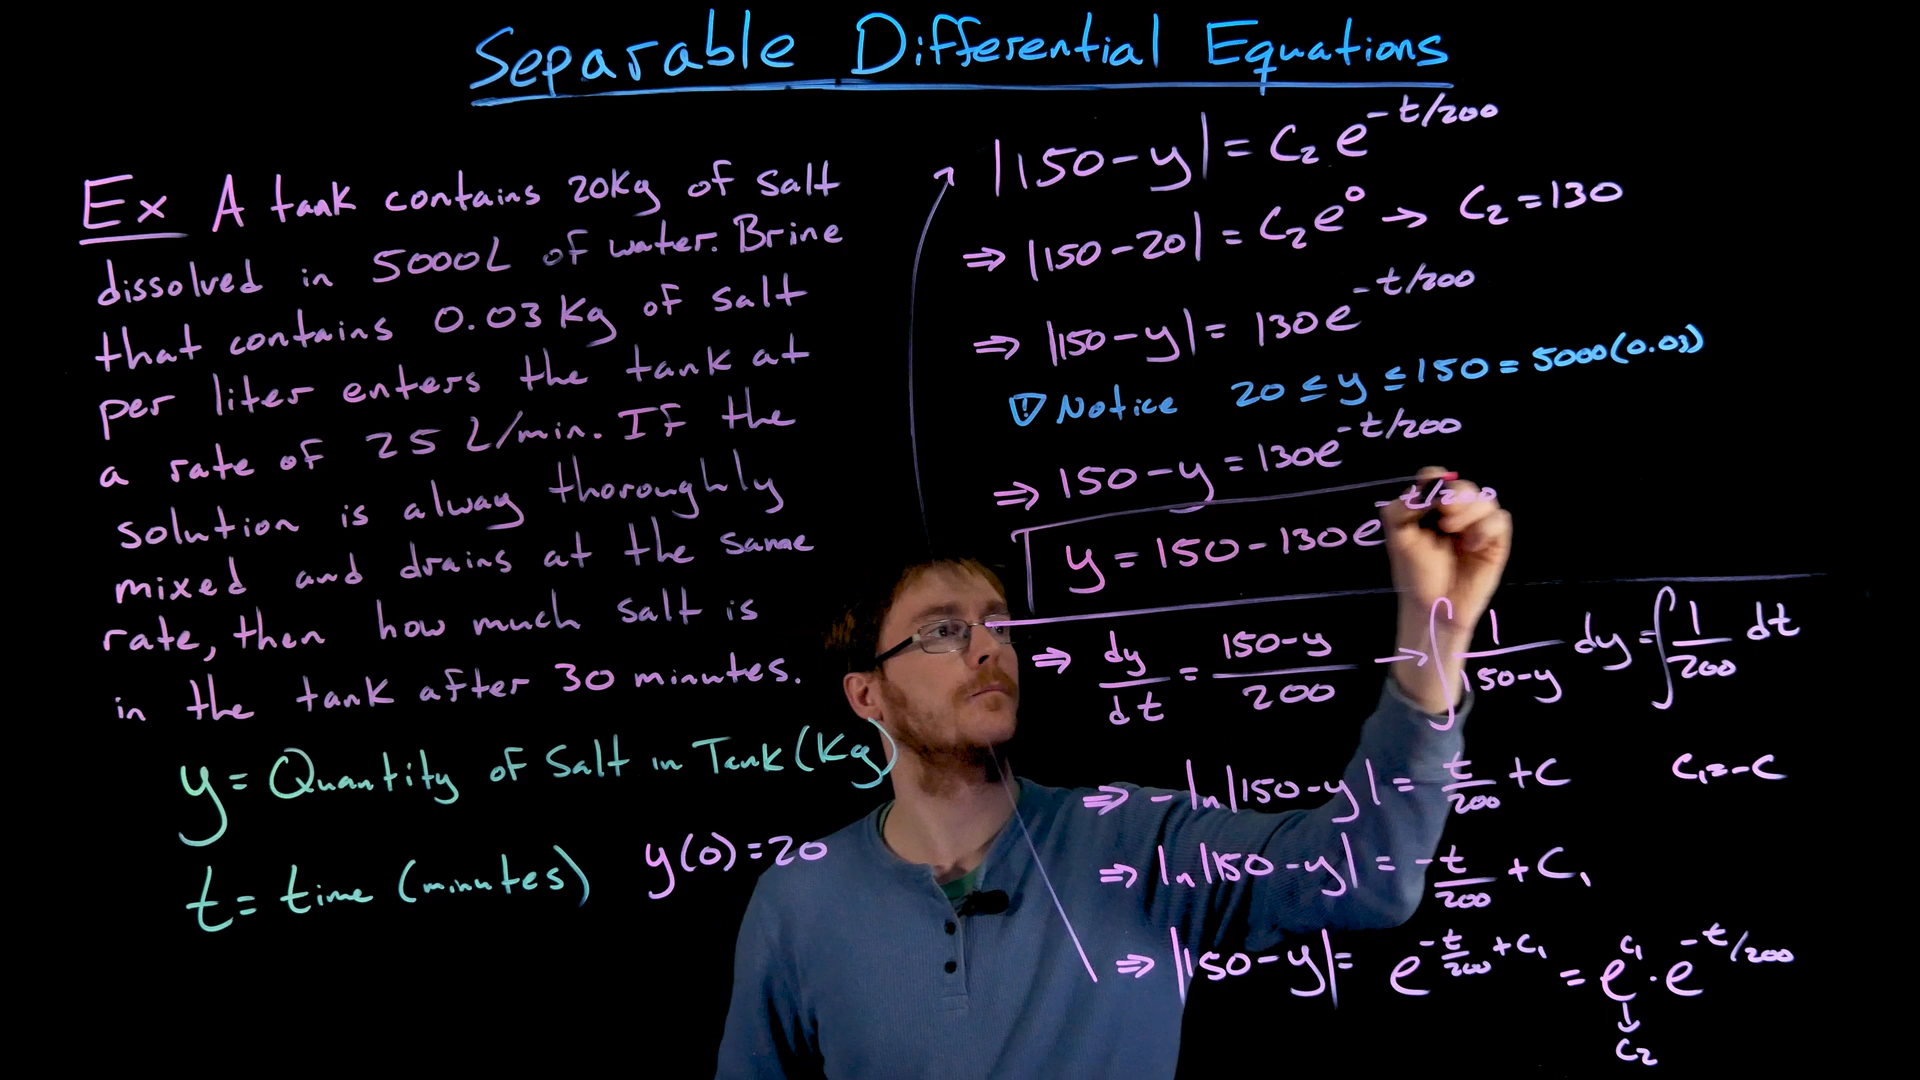 Separable Differential Equations
Ex A tank contains 20Kg of salt
dissolved in 5000L of water. Brine
that contains 0.03 Kg of salt
per liter enters the tank at
a rate of 25 L/min. If the
solution is alway thoroughly
mixed and drains at the same
rate, then how much salt is
in the tank after 30 minutes.
y = Quantity of Salt in Tank (Kg)
t = time (minutes) y(0) = 20
|150-y| = C₂ e^(-t/200)
⇒ |150-20| = C₂e⁰ → C₂ = 130
⇒ |150-y| = 130e^(-t/200)
! Notice 20 ≤ y ≤ 150 = 5000(0.03)
⇒ 150-y = 130e^(-t/200)
y = 150-130e^(-t/200)
⇒ dy/dt = (150-y)/200 → ∫ 1/(150-y) dy = ∫ 1/200 dt
⇒ -ln|150-y| = t/200 + C C₁=-C
⇒ ln|150-y| = -t/200 + C₁
⇒ |150-y| = e^(-t/200 + C₁) = e^C₁ · e^(-t/200)
↓
C₂